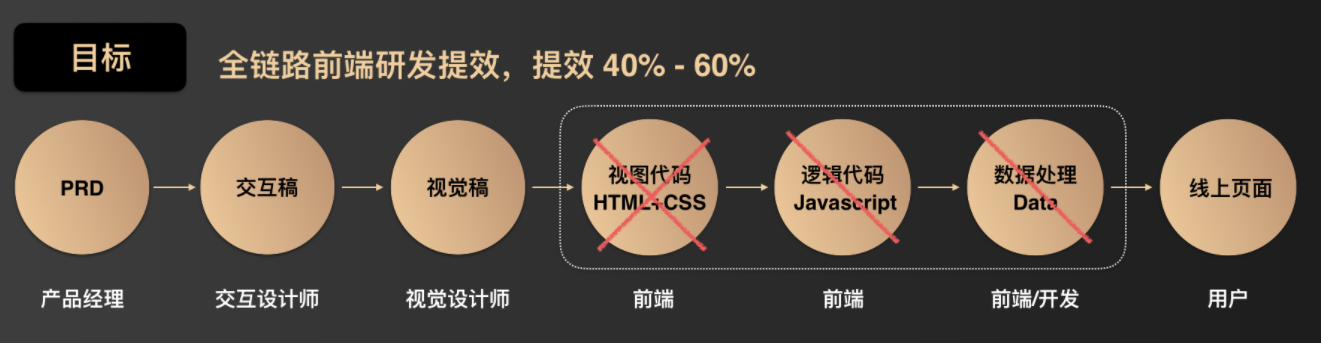 目标
全链路前端研发提效，提效 40% - 60%
PRD
交互稿
视觉稿
视图代码
HTML+CSS
逻辑代码
Javascript
数据处理
Data
线上页面
产品经理
交互设计师
视觉设计师
前端
前端
前端/开发
用户